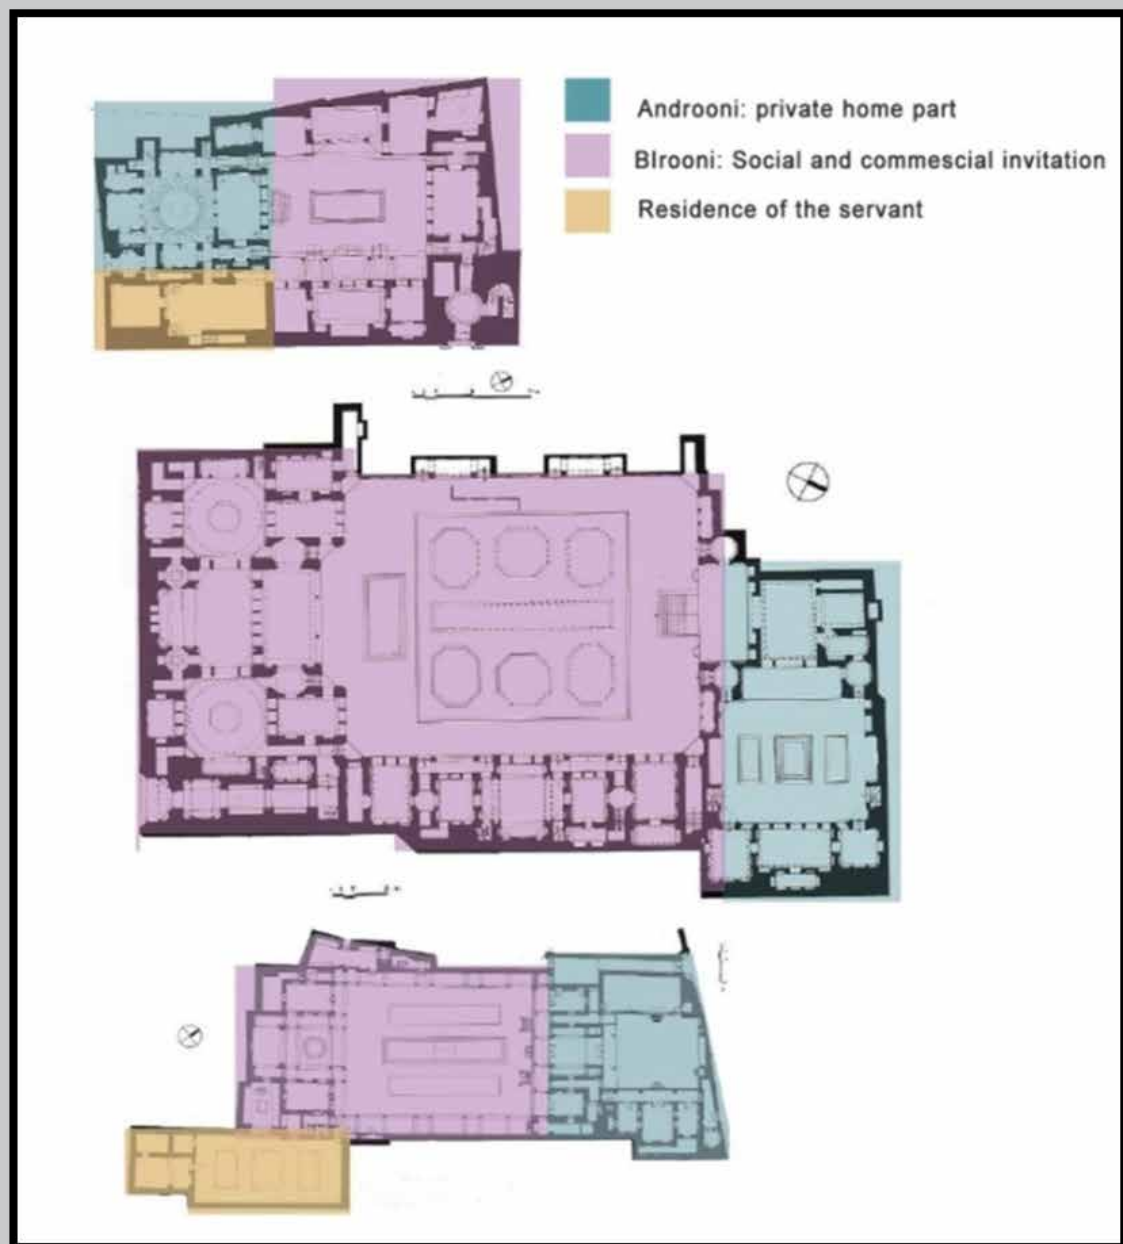 Androoni: private home part
BIrooni: Social and commescial invitation
Residence of the servant